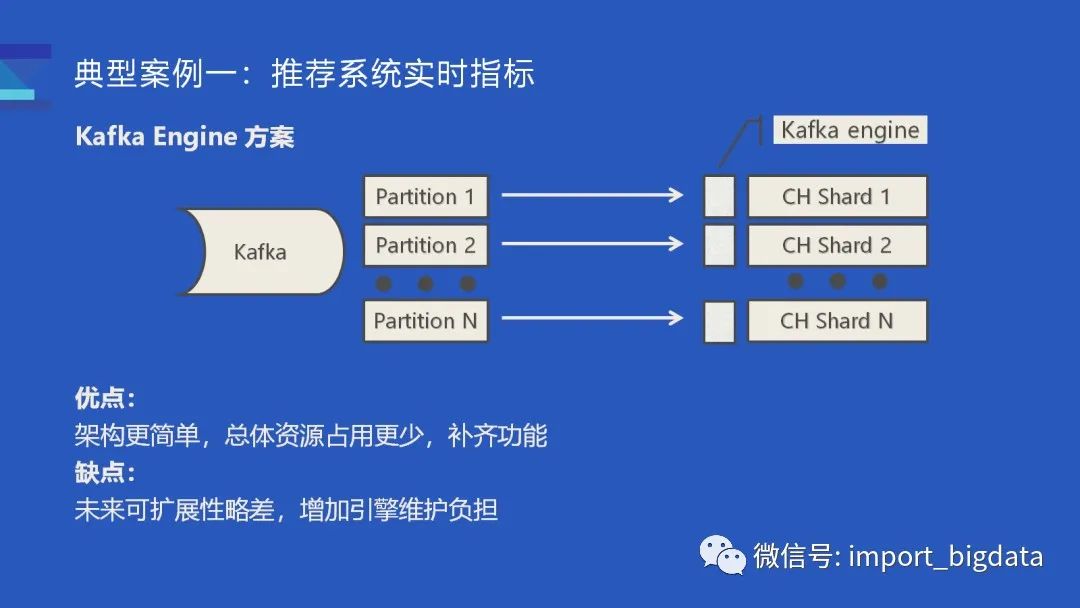 典型案例一：推荐系统实时指标
Kafka Engine 方案
Kafka engine
Kafka
Partition 1
CH Shard 1
Partition 2
CH Shard 2
Partition N
CH Shard N
优点：
架构更简单，总体资源占用更少，补齐功能
缺点：
未来可扩展性略差，增加引擎维护负担
微信号: import_bigdata